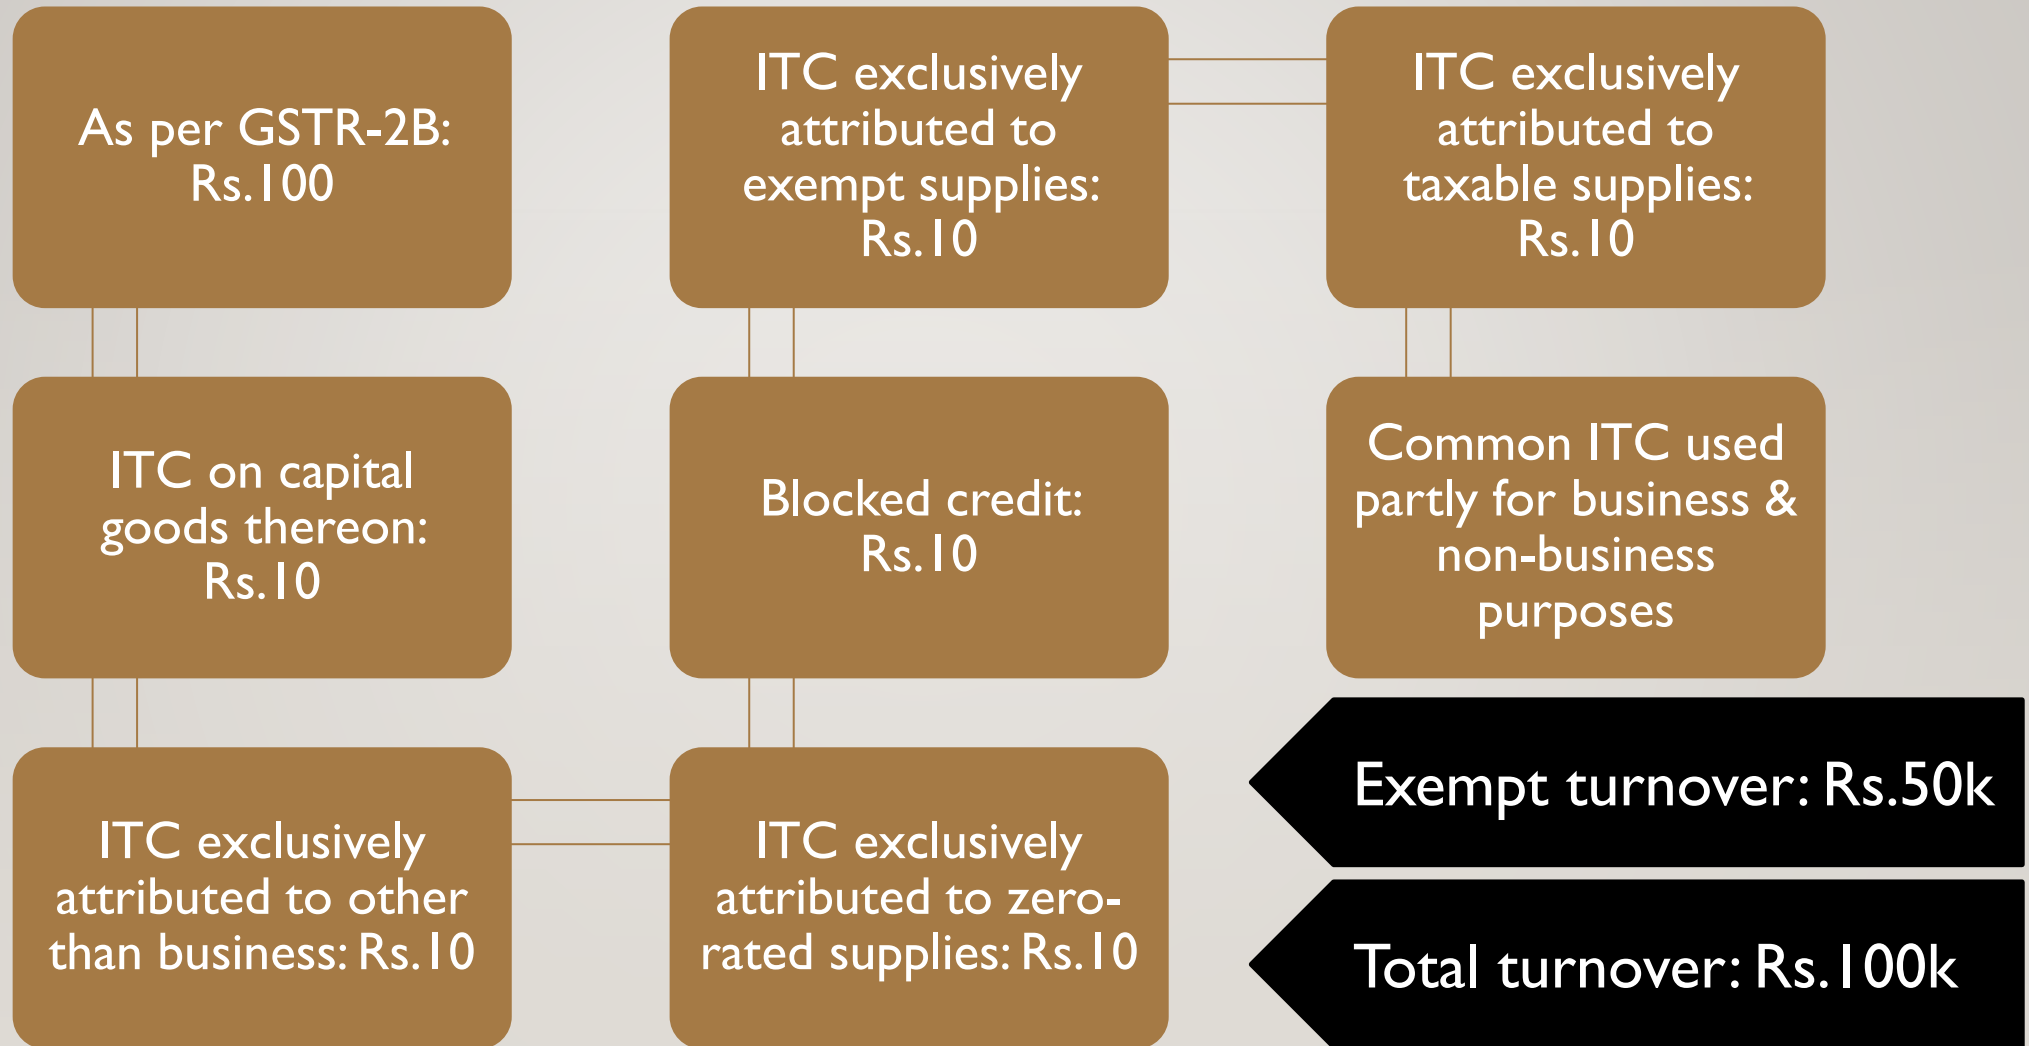 As per GSTR-2B:
Rs.100
ITC on capital
goods thereon:
Rs.10
ITC exclusively
attributed to other
than business: Rs.10
ITC exclusively
attributed to zero-
rated supplies: Rs.10
Blocked credit:
Rs.10
ITC exclusively
attributed to
exempt supplies:
Rs.10
ITC exclusively
attributed to
taxable supplies:
Rs.10
Common ITC used
partly for business &
non-business
purposes
Exempt turnover: Rs.50k
Total turnover: Rs.100k